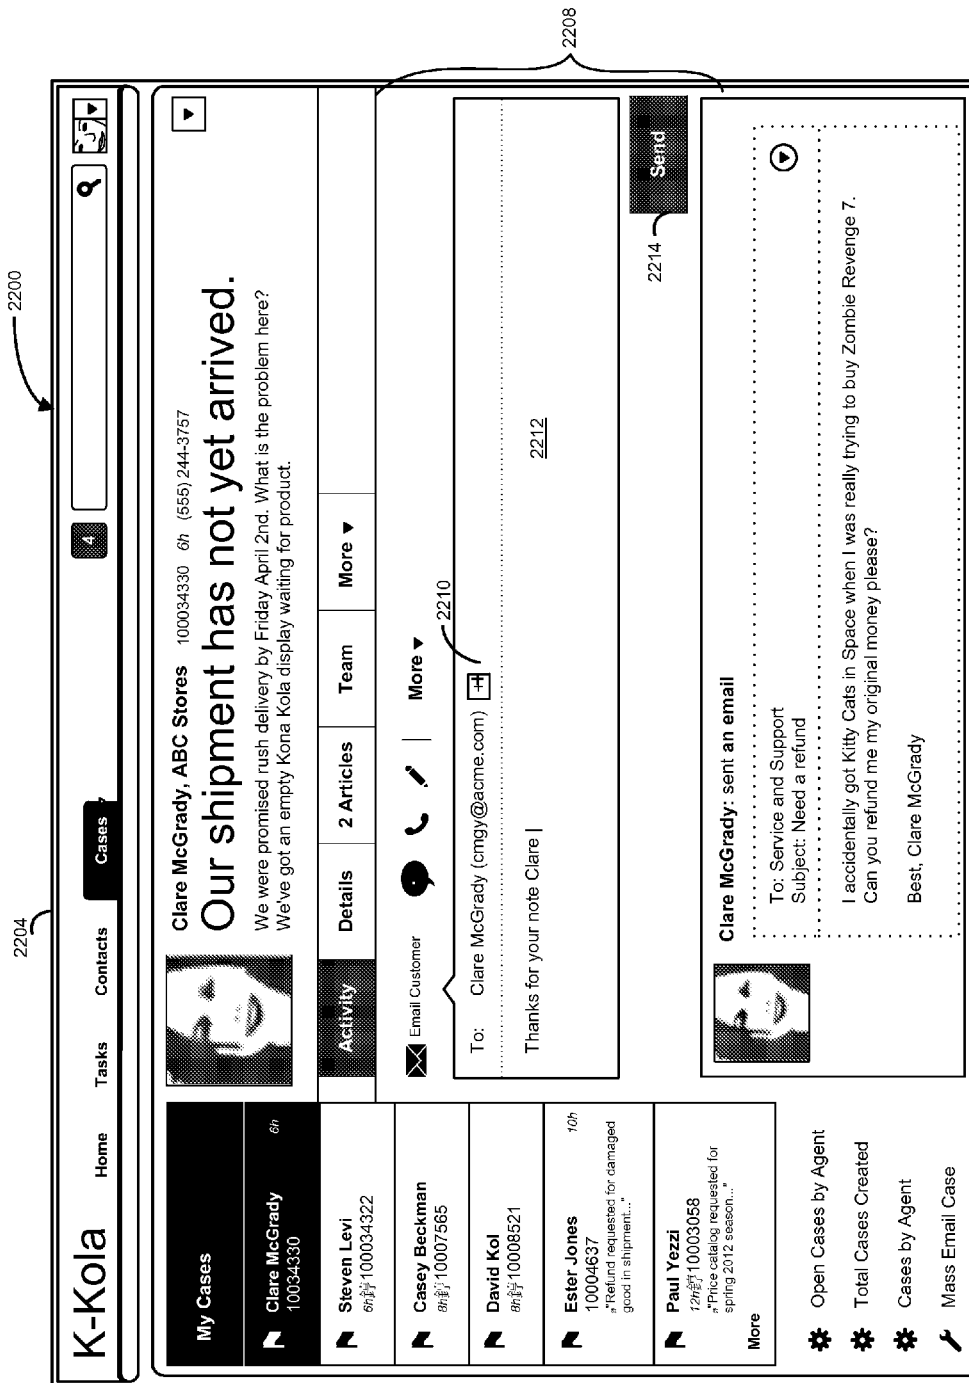 2200
2204
K-Kola
Home Tasks Contacts Cases 4
My Cases
Clare McGrady 6h
10034330
Steven Levi
6h 100034322
Casey Beckman
8h 10007565
David Kol
8h 10008521
Ester Jones 10h
10004637
"Refund requested for damaged
good in shipment..."
Paul Yezzi
12h 10003058
"Price catalog requested for
spring 2012 season..."
More
Open Cases by Agent
Total Cases Created
Cases by Agent
Mass Email Case
Clare McGrady, ABC Stores 100034330 6h (555) 244-3757
Our shipment has not yet arrived.
We were promised rush delivery by Friday April 2nd. What is the problem here?
We've got an empty Kona Kola display waiting for product.
Activity Details 2 Articles Team More
2208
Email Customer More
2210
To: Clare McGrady (cmgy@acme.com)
Thanks for your note Clare
2212
Send
2214
Clare McGrady: sent an email
To: Service and Support
Subject: Need a refund
I accidently got Kitty Cats in Space when I was really trying to buy Zombie Revenge 7.
Can you refund me my original money please?
Best, Clare McGrady